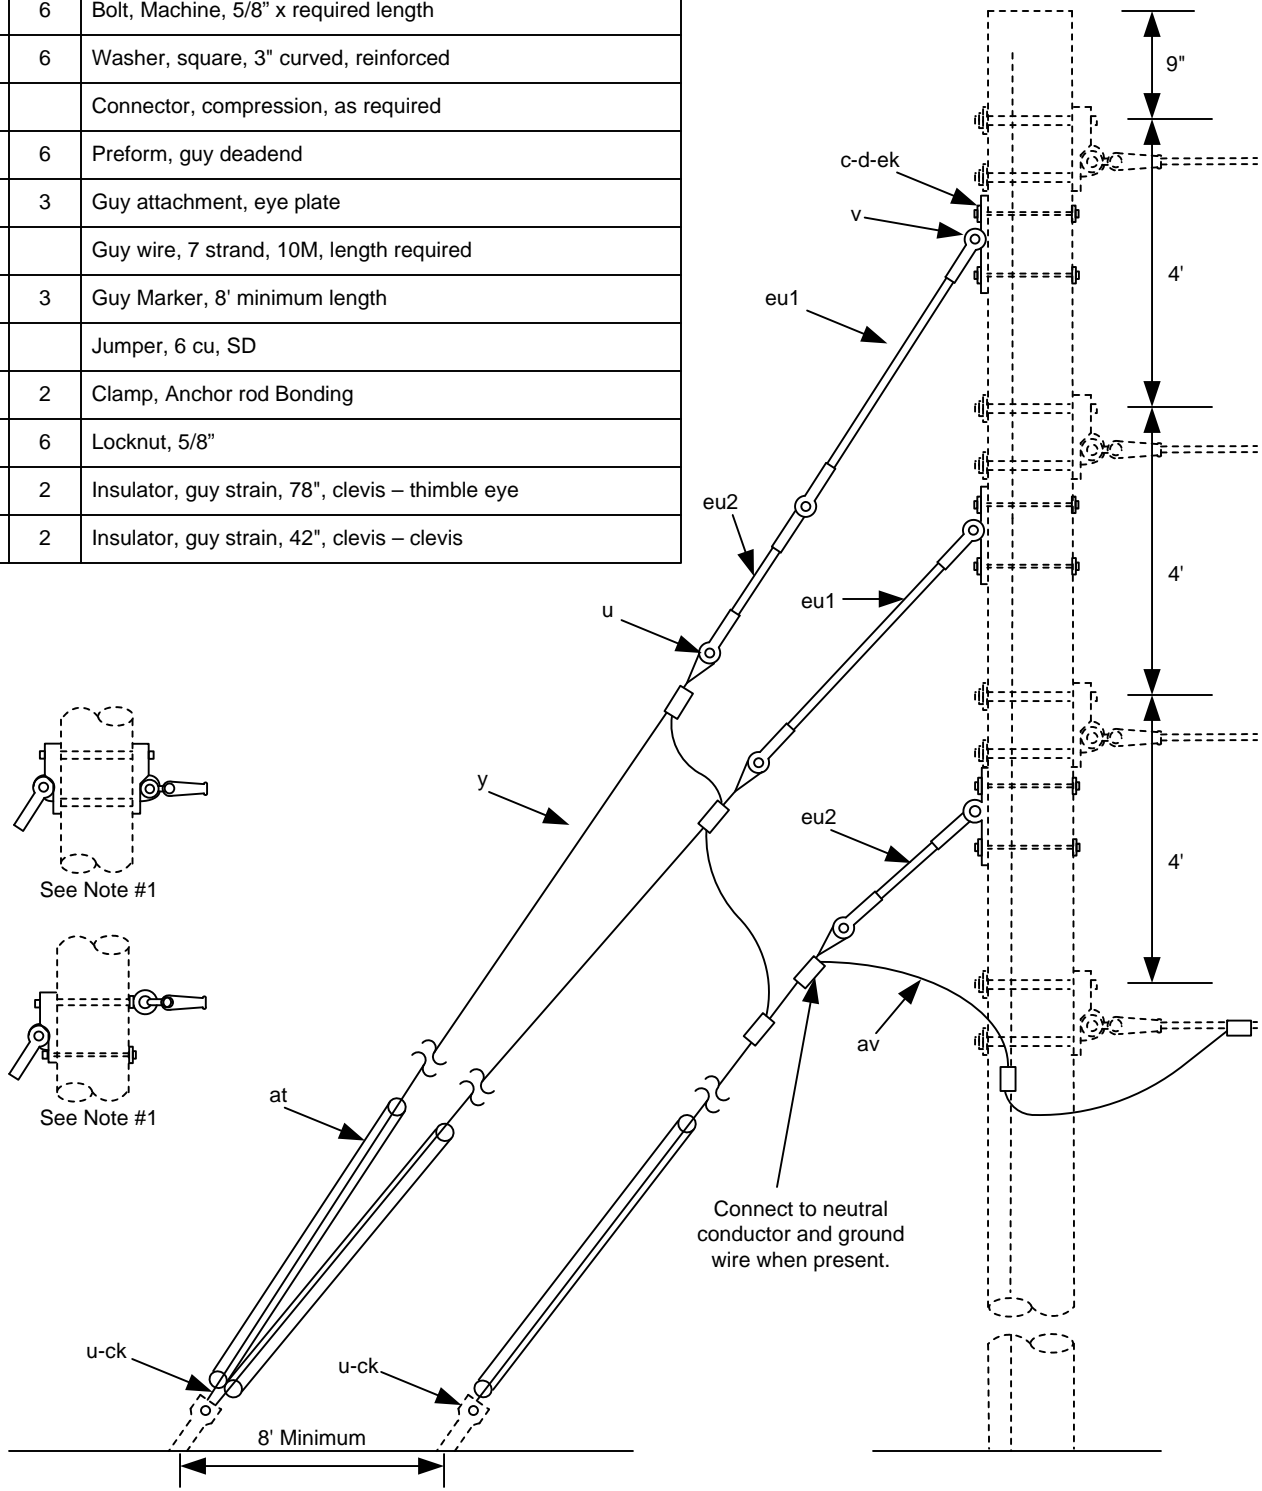 6 Bolt, Machine, 5/8” x required length
6 Washer, square, 3" curved, reinforced
Connector, compression, as required
6 Preform, guy deadend
3 Guy attachment, eye plate
Guy wire, 7 strand, 10M, length required
3 Guy Marker, 8' minimum length
Jumper, 6 cu, SD
2 Clamp, Anchor rod Bonding
6 Locknut, 5/8”
2 Insulator, guy strain, 78", clevis – thimble eye
2 Insulator, guy strain, 42", clevis – clevis
9"
c-d-ek
v
4'
eu1
eu2
4'
eu1
u
y
eu2
4'
See Note #1
av
at
See Note #1
Connect to neutral
conductor and ground
wire when present.
u-ck
u-ck
8' Minimum